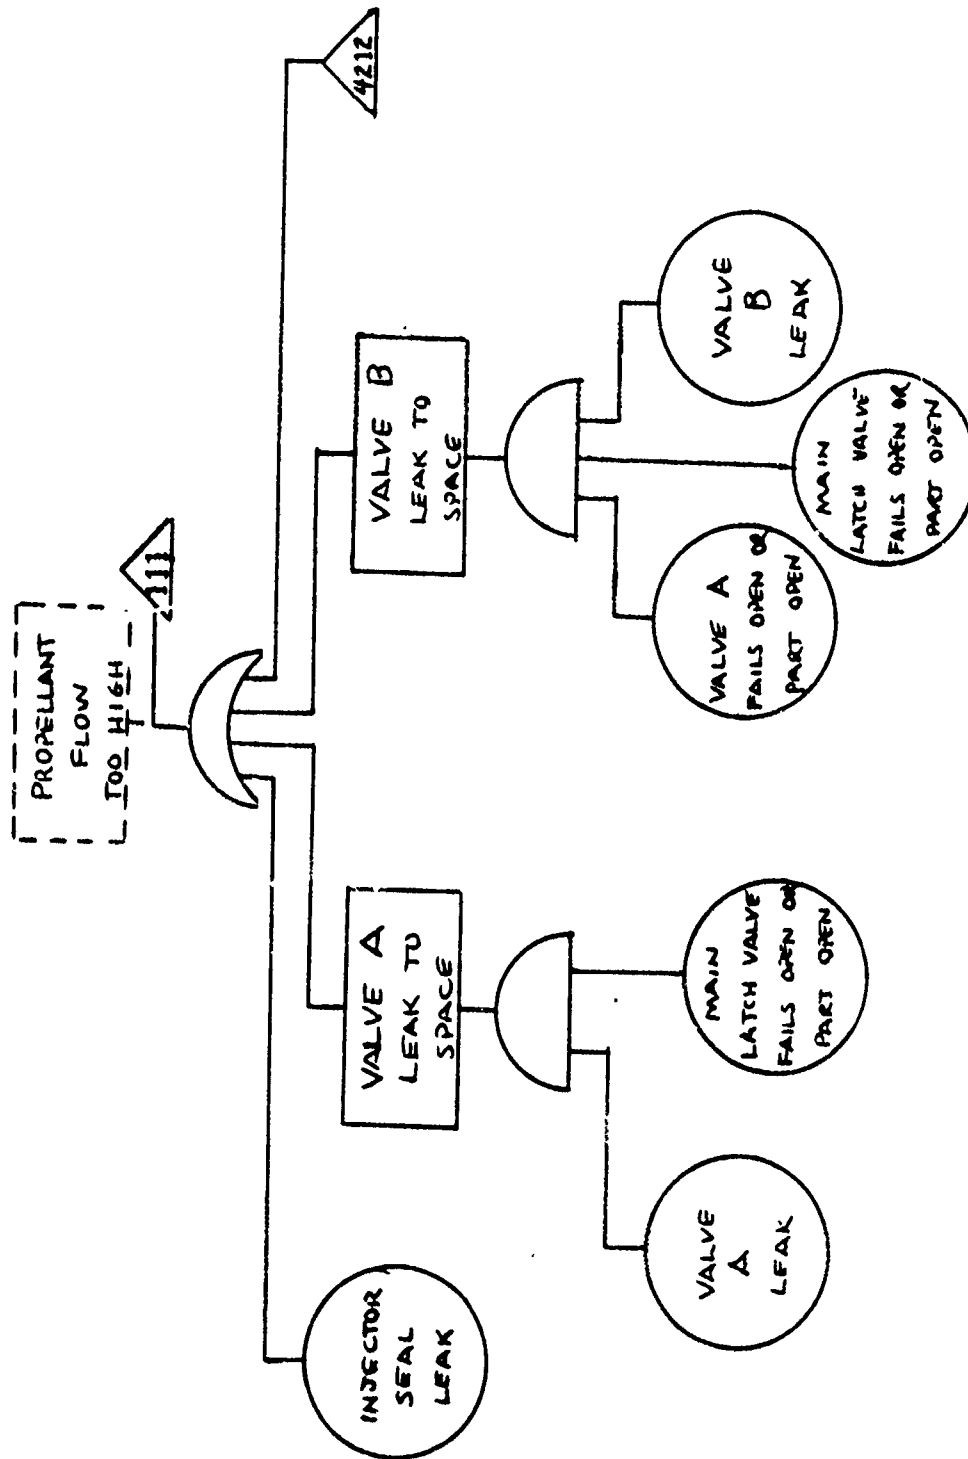 PROPELLANT
FLOW
TOO HIGH
2111
INJECTOR
SEAL
LEAK
VALVE A
LEAK TO
SPACE
VALVE B
LEAK TO
SPACE
4212
VALVE
A
LEAK
MAIN
LATCH VALVE
FAILS OPEN OR
PART OPEN
VALVE A
FAILS OPEN OR
PART OPEN
MAIN
LATCH VALVE
FAILS OPEN OR
PART OPEN
VALVE
B
LEAK